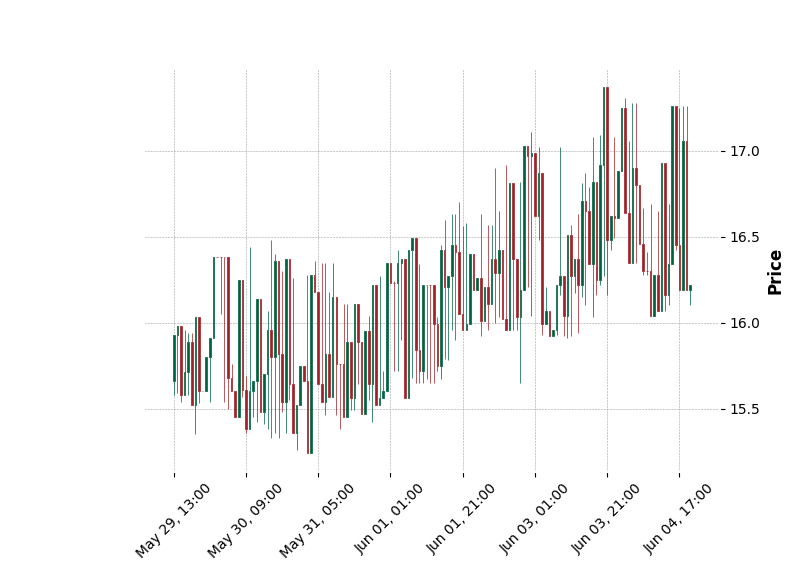 17.0
16.5
16.0
15.5
Price
May 29, 13:00
May 30, 09:00
May 31, 05:00
Jun 01, 01:00
Jun 01, 21:00
Jun 03, 01:00
Jun 03, 21:00
Jun 04, 17:00